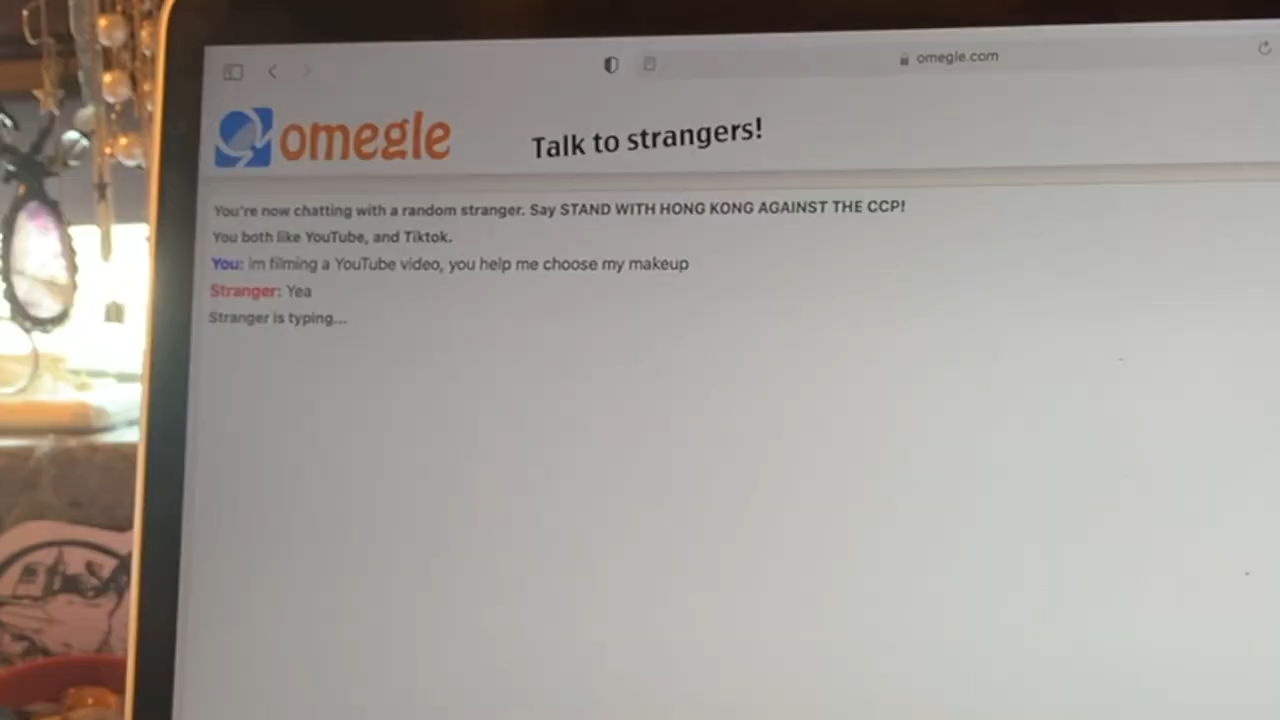 omegle.com
omegle
Talk to strangers!
You're now chatting with a random stranger. Say STAND WITH HONG KONG AGAINST THE CCP!
You both like YouTube, and Tiktok.
You: im filming a YouTube video, you help me choose my makeup
Stranger: Yea
Stranger is typing...